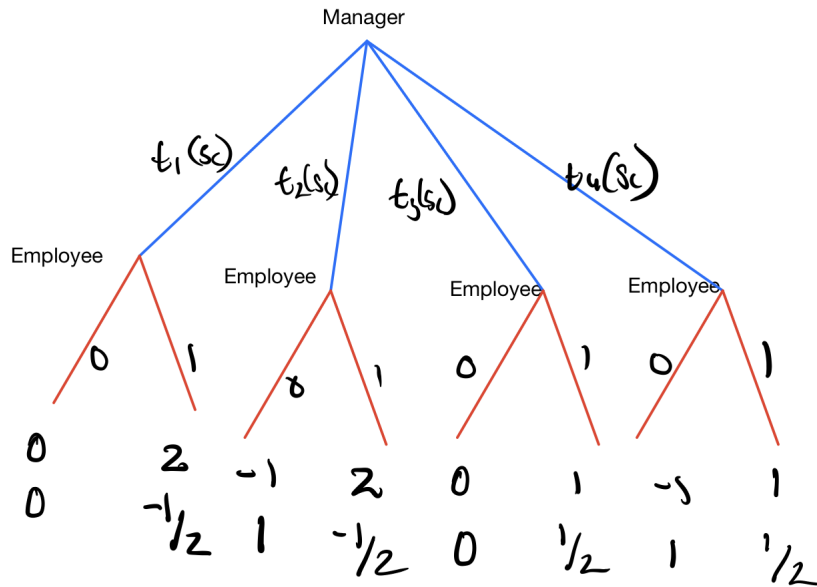 Manager
t₁(sc)
t₂(sc)
t₃(sc)
t₄(sc)
Employee
Employee
Employee
Employee
0 1 0 1 0 1 0 1
0 2 -1 2 0 1 1
0 -1/2 1 -1/2 0 1/2 1 1/2